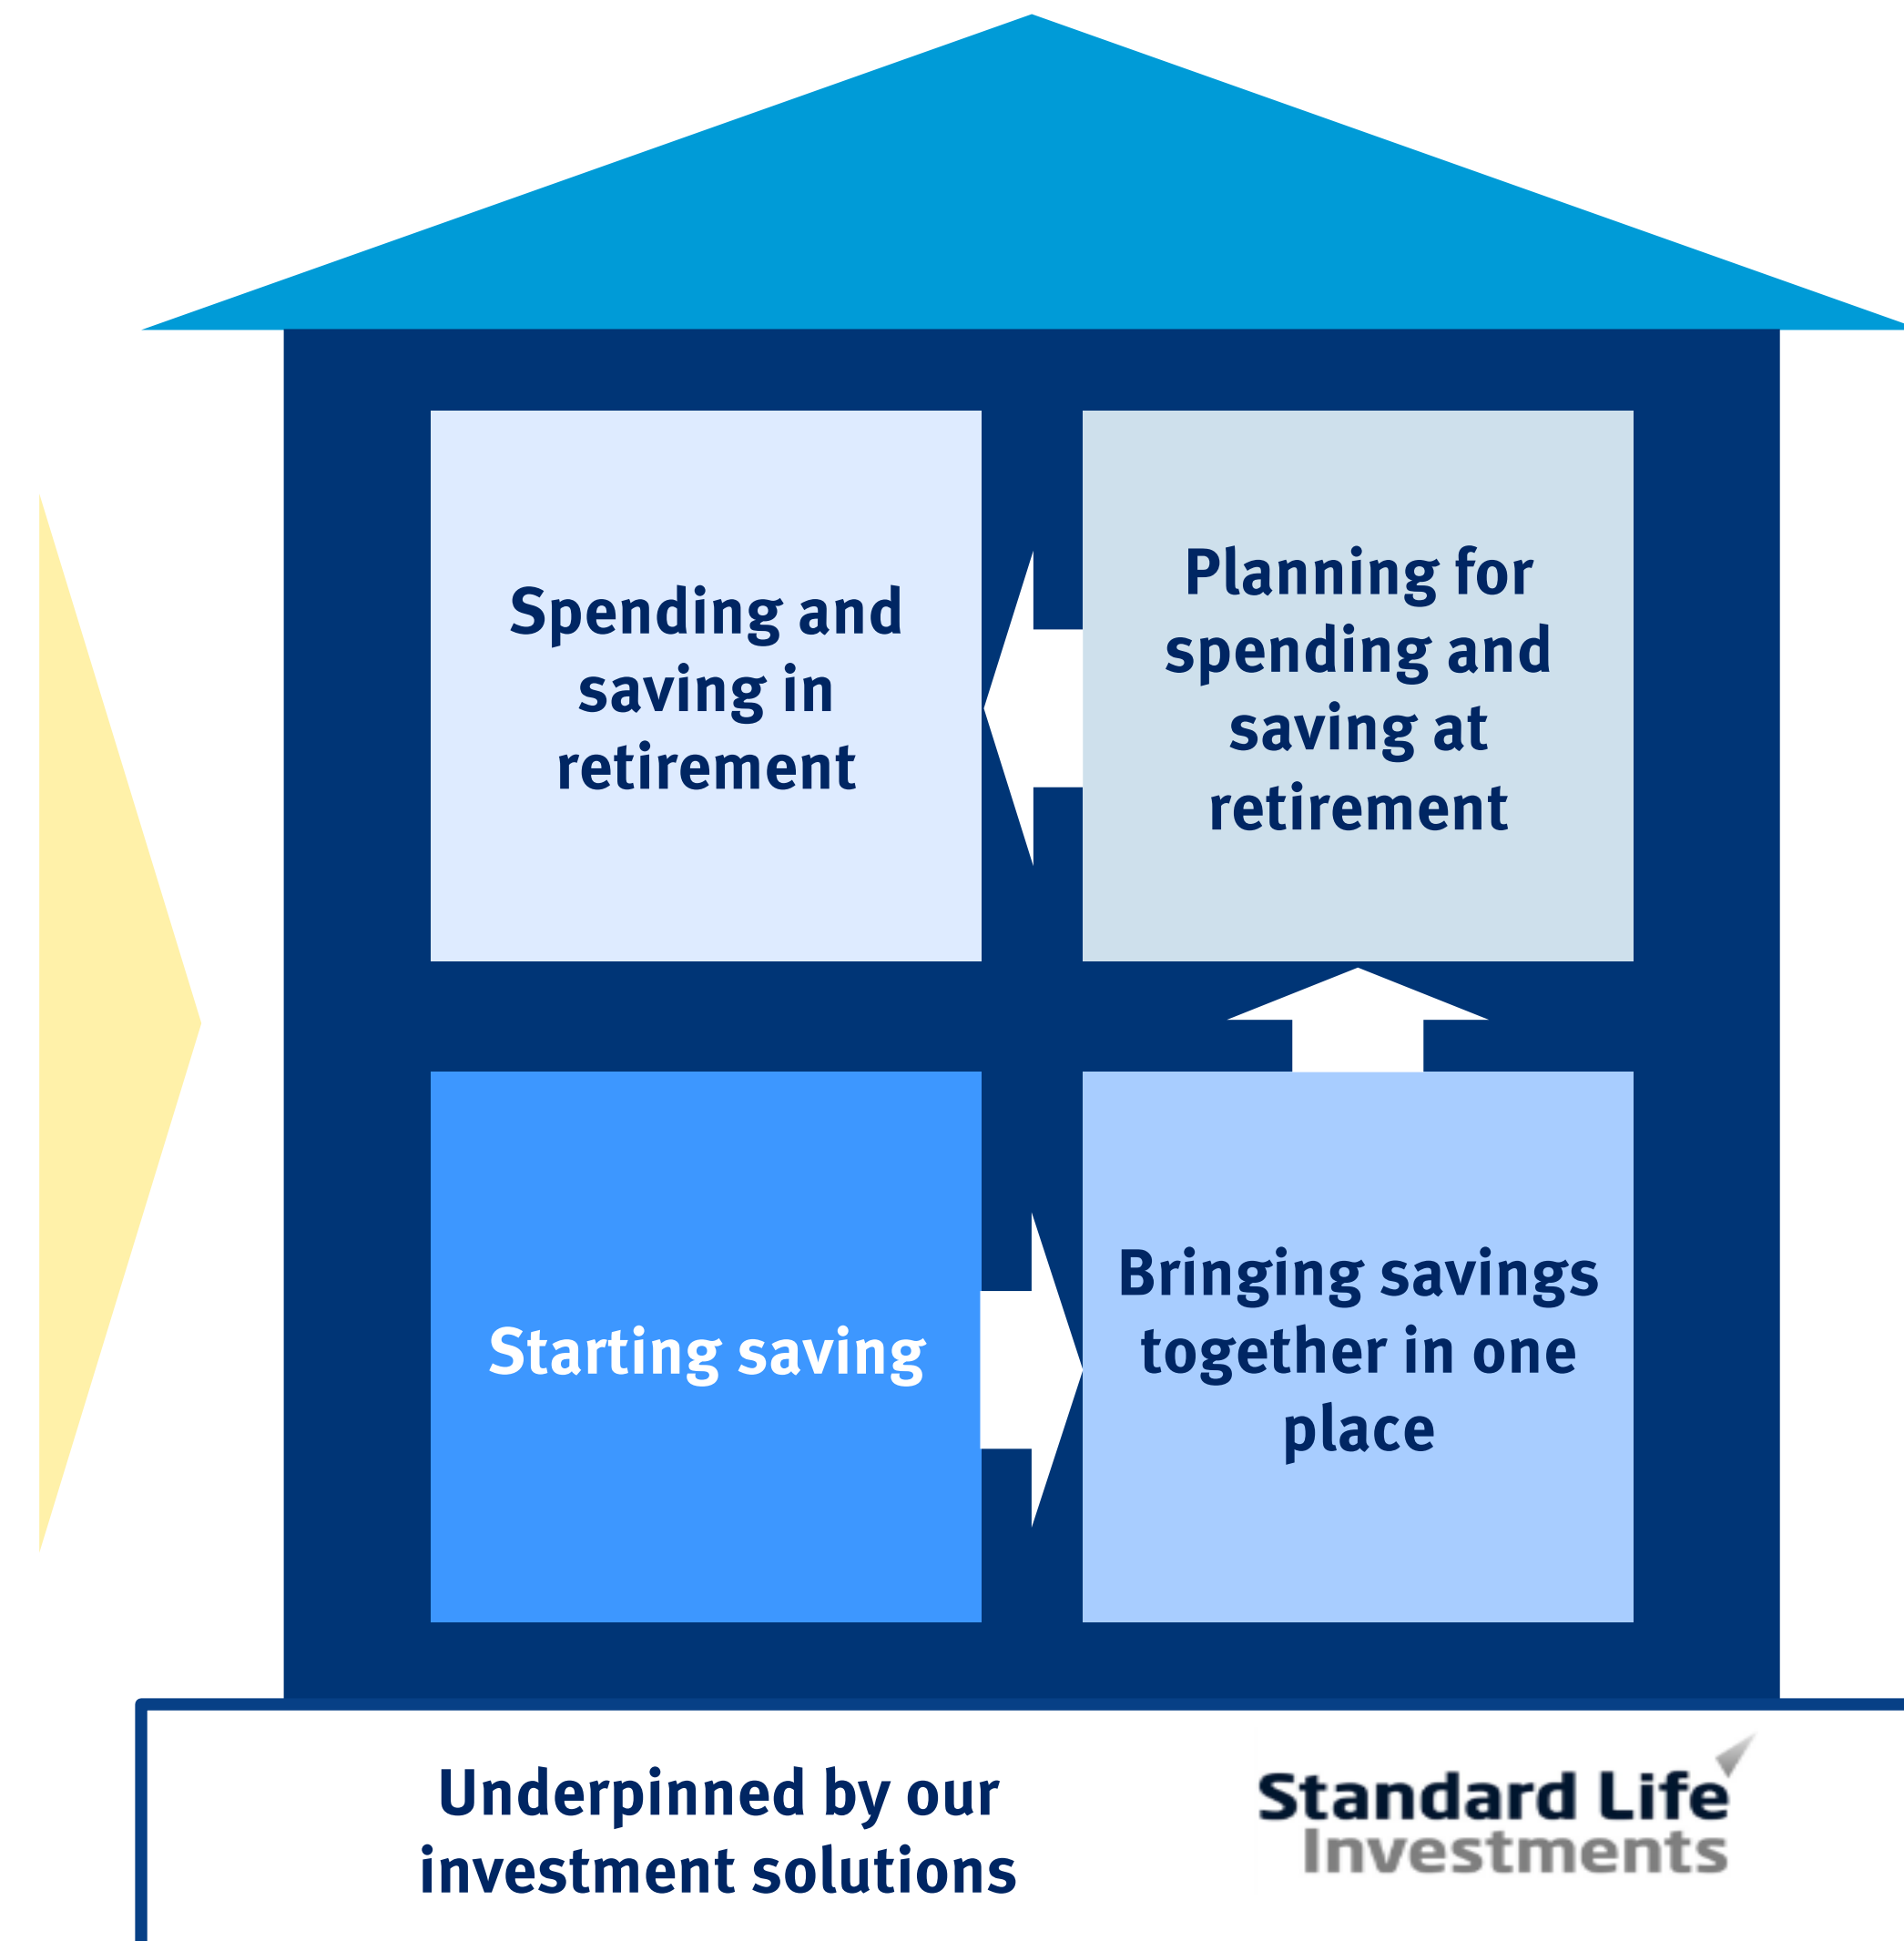 Spending and
saving in
retirement
Planning for
spending and
saving at
retirement
Starting saving
Bringing savings
together in one
place
Underpinned by our
investment solutions
Standard Life
Investments